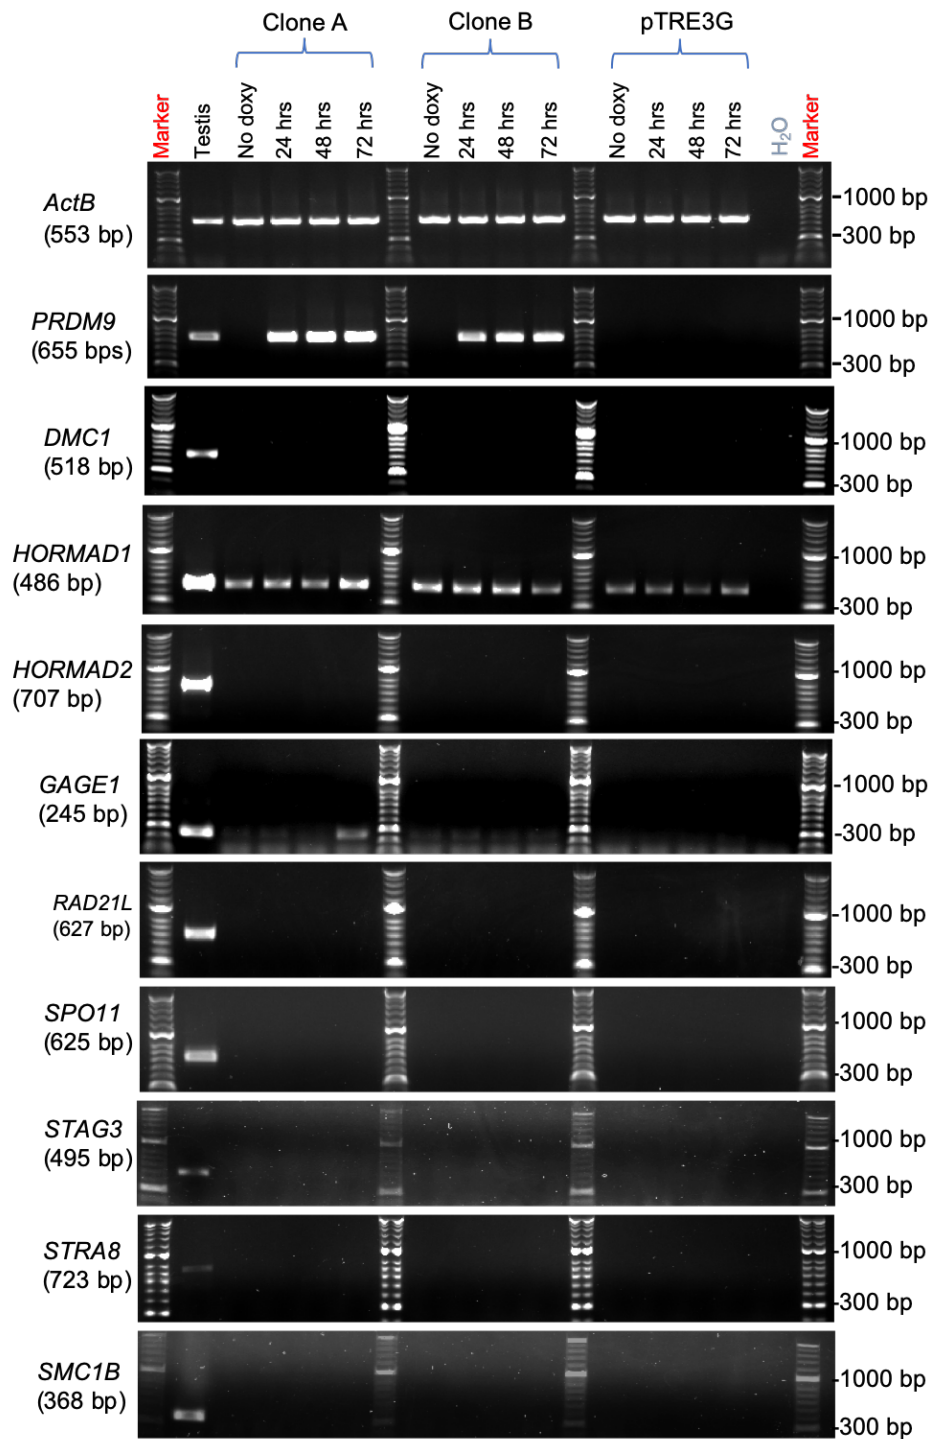 Clone A Clone B pTRE3G
Marker Testis No doxy 24 hrs 48 hrs 72 hrs No doxy 24 hrs 48 hrs 72 hrs No doxy 24 hrs 48 hrs 72 hrs H₂O Marker
ActB
(553 bp)
-1000 bp
-300 bp
PRDM9
(655 bps)
-1000 bp
-300 bp
DMC1
(518 bp)
-1000 bp
-300 bp
HORMAD1
(486 bp)
-1000 bp
-300 bp
HORMAD2
(707 bp)
-1000 bp
-300 bp
GAGE1
(245 bp)
-1000 bp
-300 bp
RAD21L
(627 bp)
-1000 bp
-300 bp
SPO11
(625 bp)
-1000 bp
-300 bp
STAG3
(495 bp)
-1000 bp
-300 bp
STRA8
(723 bp)
-1000 bp
-300 bp
SMC1B
(368 bp)
-1000 bp
-300 bp